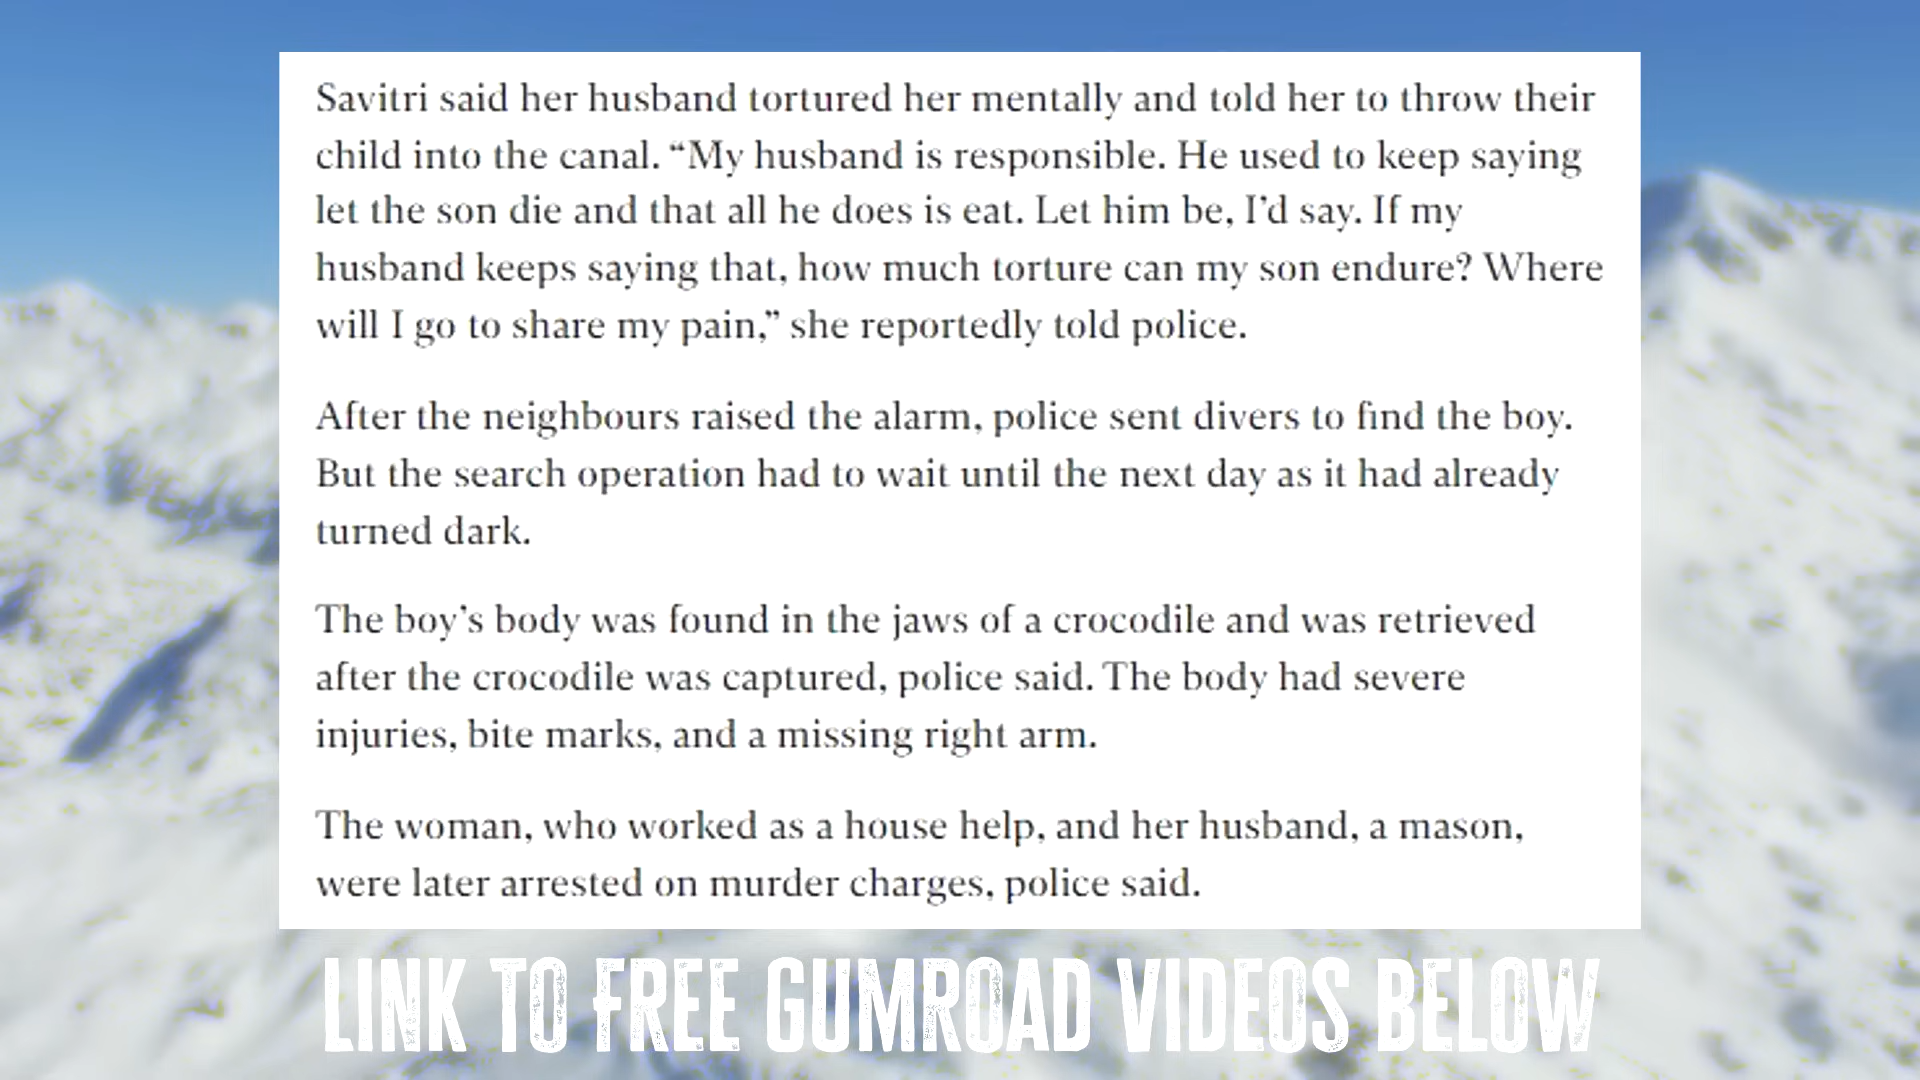 Savitri said her husband tortured her mentally and told her to throw their
child into the canal. “My husband is responsible. He used to keep saying
let the son die and that all he does is eat. Let him be, I’d say. If my
husband keeps saying that, how much torture can my son endure? Where
will I go to share my pain,” she reportedly told police.
After the neighbours raised the alarm, police sent divers to find the boy.
But the search operation had to wait until the next day as it had already
turned dark.
The boy’s body was found in the jaws of a crocodile and was retrieved
after the crocodile was captured, police said. The body had severe
injuries, bite marks, and a missing right arm.
The woman, who worked as a house help, and her husband, a mason,
were later arrested on murder charges, police said.
LINK TO FREE GUMROAD VIDEOS BELOW